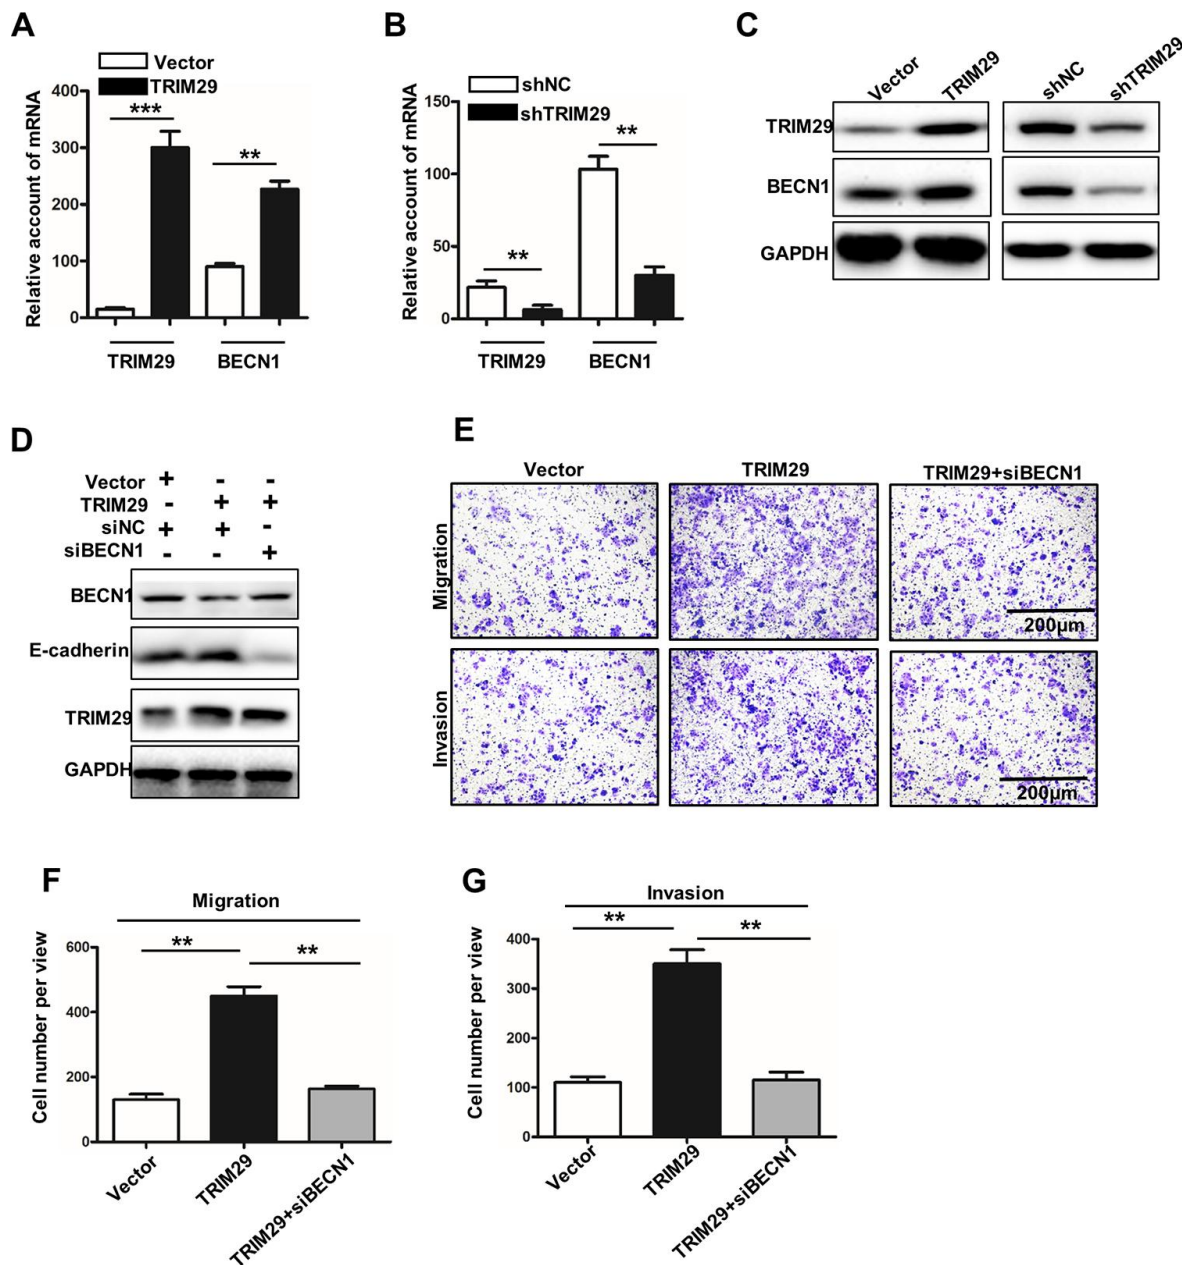 A
Vector
TRIM29
Relative account of mRNA
400
300
200
100
0
***
**
TRIM29
BECN1
B
shNC
shTRIM29
Relative account of mRNA
150
100
50
0
**
**
TRIM29
BECN1
C
Vector TRIM29 shNC shTRIM29
TRIM29
BECN1
GAPDH
D
Vector + - -
TRIM29 - + +
siNC + + -
siBECN1 - - +
BECN1
E-cadherin
TRIM29
GAPDH
E
Vector TRIM29 TRIM29+siBECN1
Migration
200μm
Invasion
200μm
F
Migration
Cell number per view
600
400
200
0
**
**
Vector
TRIM29
TRIM29+siBECN1
G
Invasion
Cell number per view
400
300
200
100
0
**
**
Vector
TRIM29
TRIM29+siBECN1